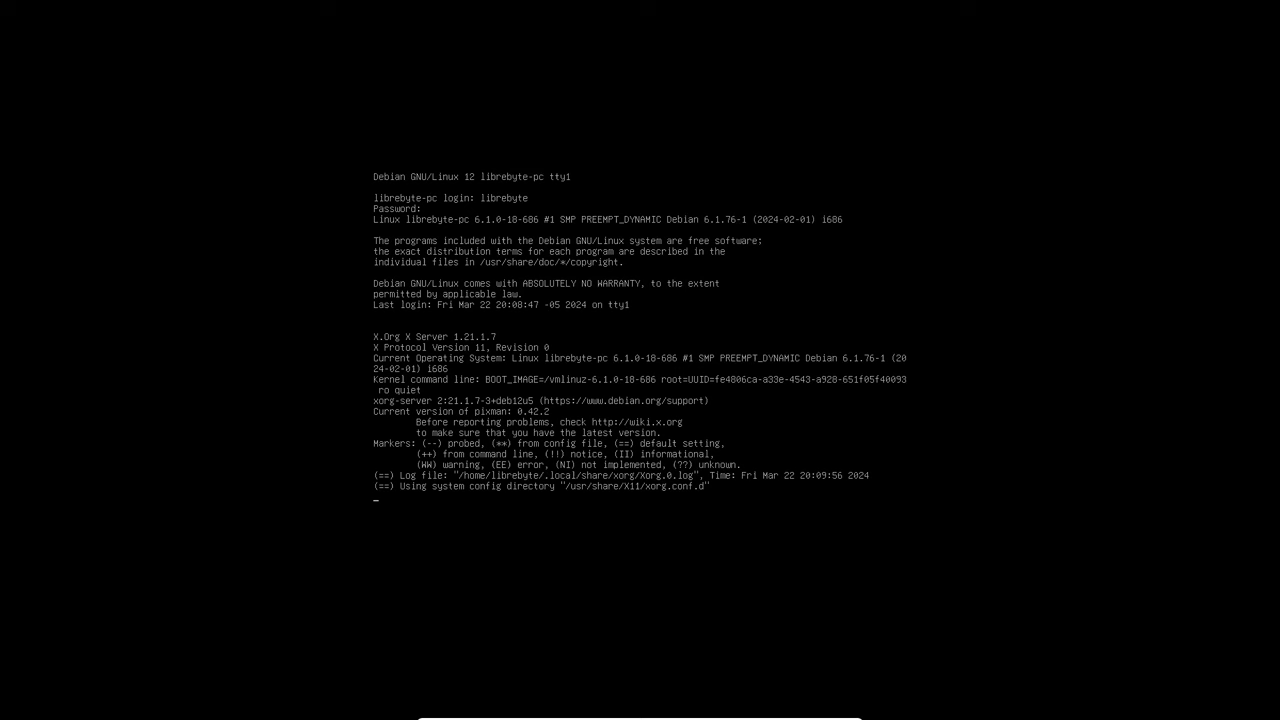 Debian GNU/Linux 12 librebyte-pc tty1
librebyte-pc login: librebyte
Password:
Linux librebyte-pc 6.1.0-18-686 #1 SMP PREEMPT_DYNAMIC Debian 6.1.76-1 (2024-02-01) i686
The programs included with the Debian GNU/Linux system are free software;
the exact distribution terms for each program are described in the
individual files in /usr/share/doc/*/copyright.
Debian GNU/Linux comes with ABSOLUTELY NO WARRANTY, to the extent
permitted by applicable law.
Last login: Fri Mar 22 20:08:47 -05 2024 on tty1
X.Org X Server 1.21.1.7
X Protocol Version 11, Revision 0
Current Operating System: Linux librebyte-pc 6.1.0-18-686 #1 SMP PREEMPT_DYNAMIC Debian 6.1.76-1 (20
24-02-01) i686
Kernel command line: BOOT_IMAGE=/vmlinuz-6.1.0-18-686 root=UUID=fe4806ca-a33e-4543-a928-651f05f40093
 ro quiet
xorg-server 2:21.1.7-3+deb12u5 (https://www.debian.org/support)
Current version of pixman: 0.42.2
Before reporting problems, check http://wiki.x.org
to make sure that you have the latest version.
Markers: (--) probed, (**) from config file, (==) default setting,
(++) from command line, (!!) notice, (II) informational,
(WW) warning, (EE) error, (NI) not implemented, (??) unknown.
(==) Log file: "/home/librebyte/.local/share/xorg/Xorg.0.log", Time: Fri Mar 22 20:09:56 2024
(==) Using system config directory "/usr/share/X11/xorg.conf.d"